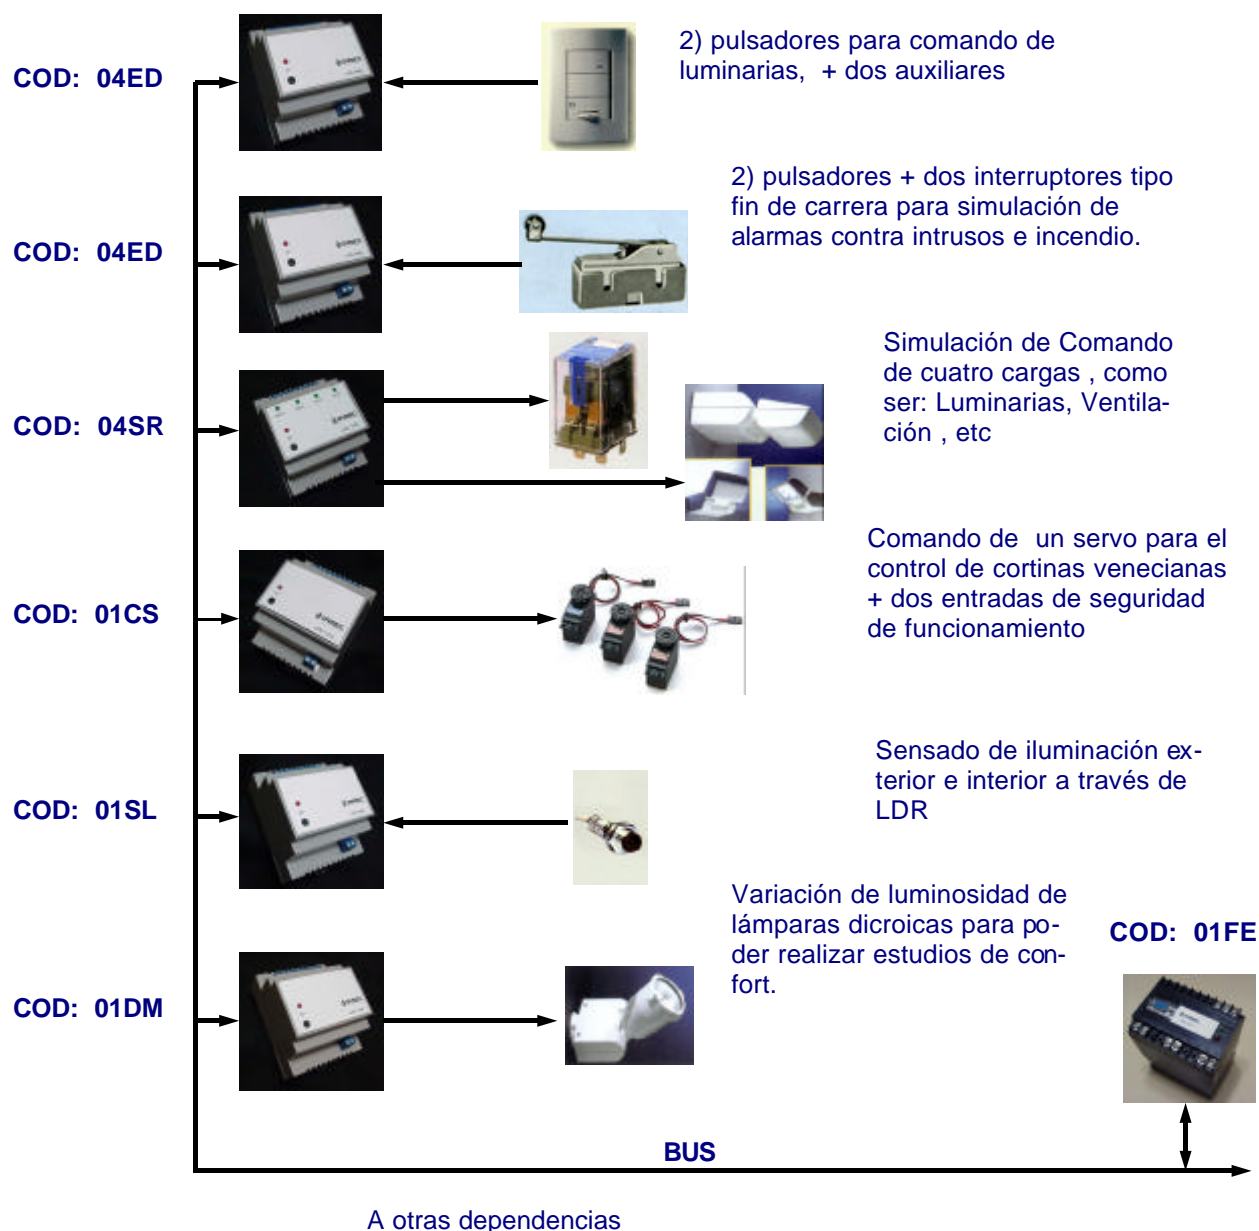 COD: 04ED
2) pulsadores para comando de
luminarias, + dos auxiliares
COD: 04ED
2) pulsadores + dos interruptores tipo
fin de carrera para simulación de
alarmas contra intrusos e incendio.
COD: 04SR
Simulación de Comando
de cuatro cargas , como
ser: Luminarias, Ventila-
ción , etc
COD: 01CS
Comando de un servo para el
control de cortinas venecianas
+ dos entradas de seguridad
de funcionamiento
COD: 01SL
Sensado de iluminación ex-
terior e interior a través de
LDR
COD: 01DM
Variación de luminosidad de
lámparas dicroicas para po-
der realizar estudios de con-
fort.
COD: 01FE
BUS
A otras dependencias